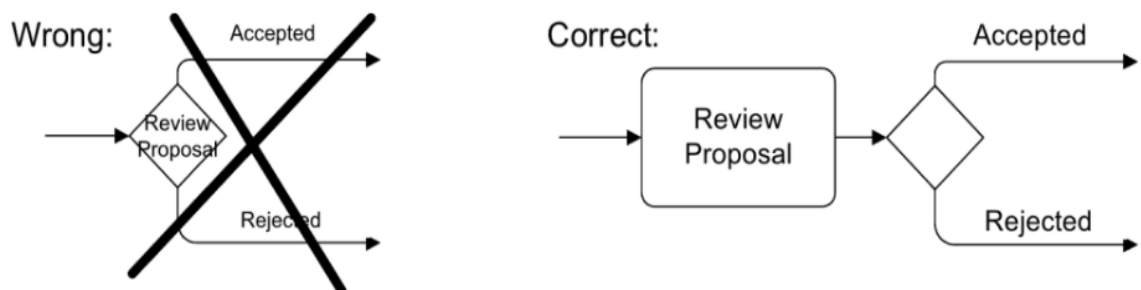 Wrong:
Accepted
Review
Proposal
Rejected
Correct:
Accepted
Review
Proposal
Rejected